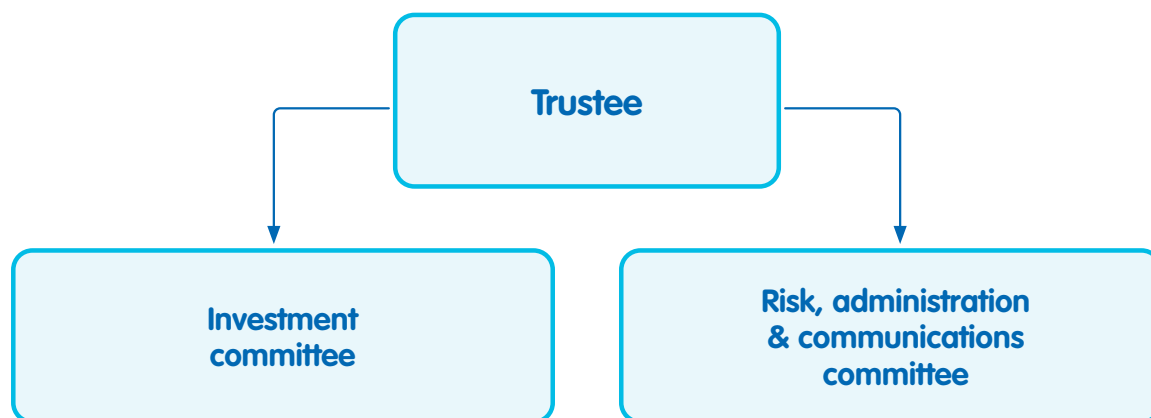 Trustee
Investment
committee
Risk, administration
& communications
committee